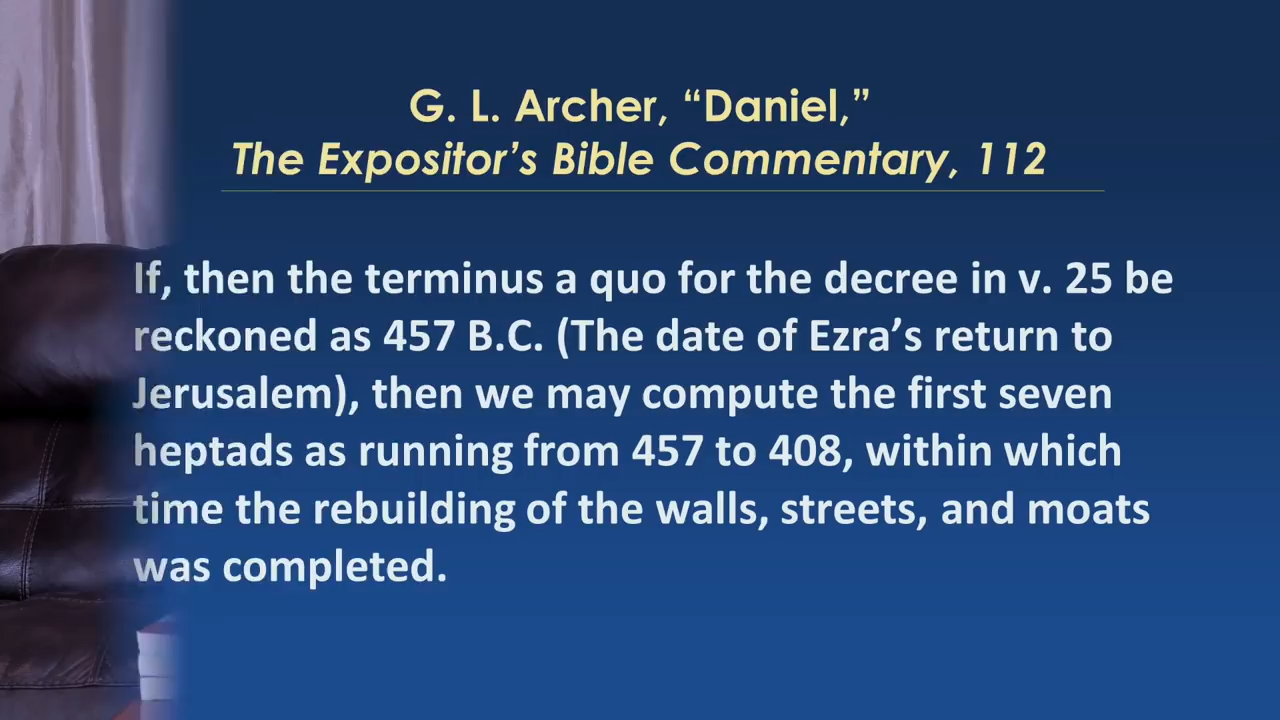 G. L. Archer, “Daniel,”
The Expositor’s Bible Commentary, 112
If, then the terminus a quo for the decree in v. 25 be
reckoned as 457 B.C. (The date of Ezra’s return to
Jerusalem), then we may compute the first seven
heptads as running from 457 to 408, within which
time the rebuilding of the walls, streets, and moats
was completed.